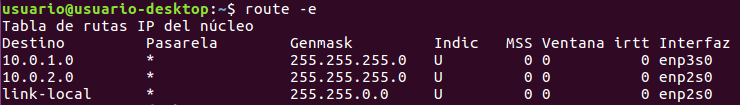 usuario@usuario-desktop:~$ route -e
Tabla de rutas IP del núcleo
Destino Pasarela Genmask Indic MSS Ventana irtt Interfaz
10.0.1.0 * 255.255.255.0 U 0 0 0 enp3s0
10.0.2.0 * 255.255.255.0 U 0 0 0 enp2s0
link-local * 255.255.0.0 U 0 0 0 enp2s0